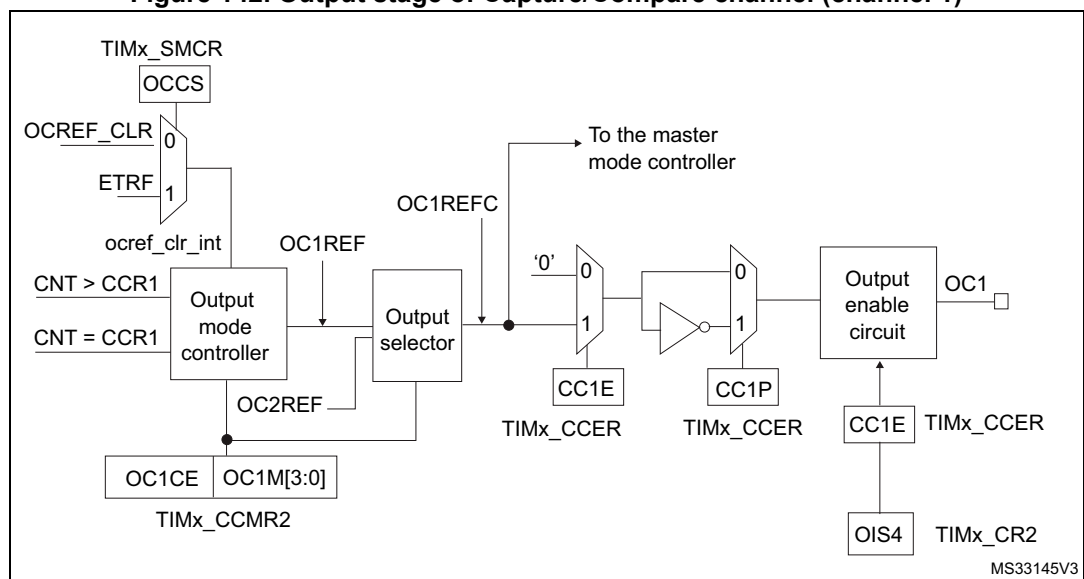 Figure 142. Output stage of Capture/Compare channel (channel 1)
TIMx_SMCR
OCCS
OCREF_CLR
0
ETRF
1
ocref_clr_int
To the master
mode controller
OC1REFC
OC1REF
CNT > CCR1
CNT = CCR1
Output
mode
controller
Output
selector
OC2REF
'0'
0
1
0
1
Output
enable
circuit
OC1
CC1E
TIMx_CCER
CC1P
TIMx_CCER
CC1E
TIMx_CCER
OC1CE
OC1M[3:0]
TIMx_CCMR2
OIS4
TIMx_CR2
MS33145V3